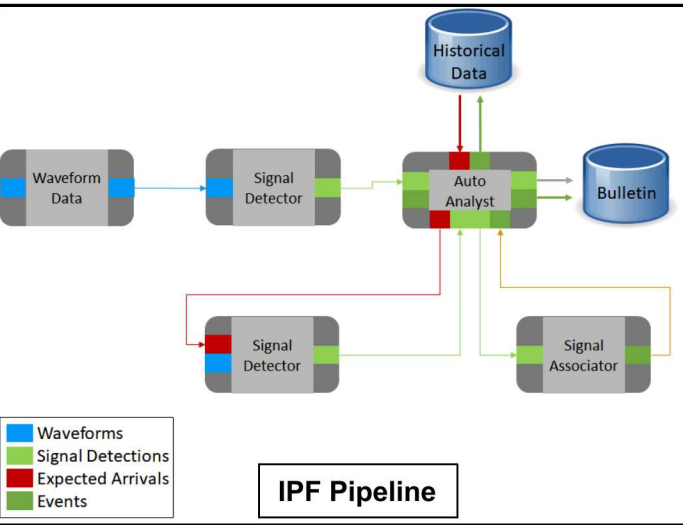 Historical
Data
Waveform
Data
Signal
Detector
Auto
Analyst
Bulletin
Signal
Detector
Signal
Associator
Waveforms
Signal Detections
Expected Arrivals
Events
IPF Pipeline